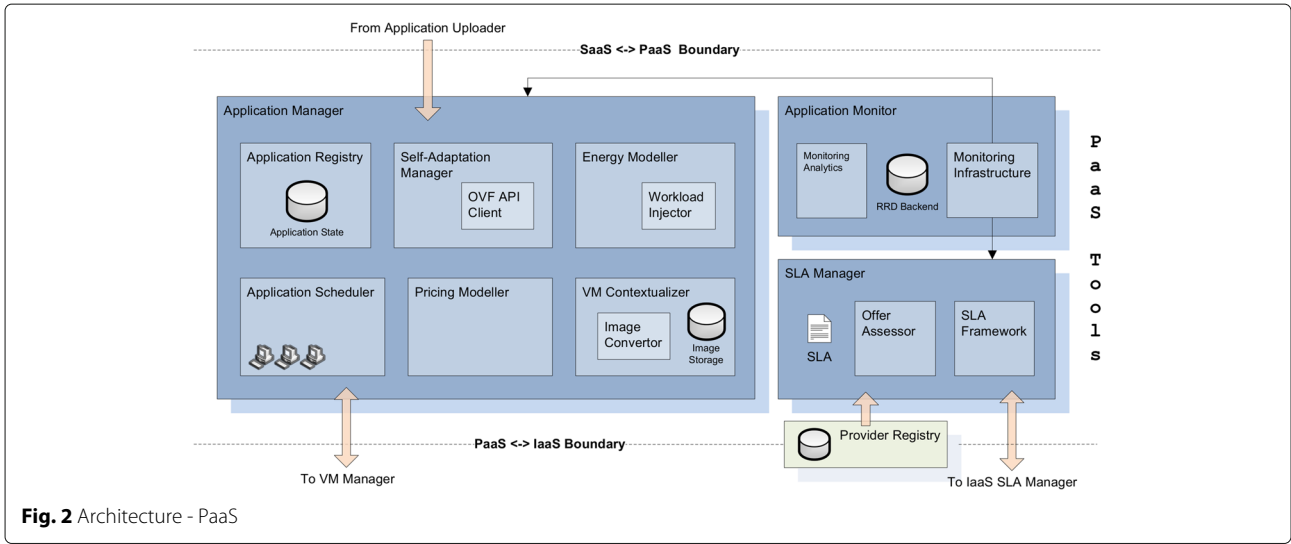 From Application Uploader
SaaS <-> PaaS Boundary
Application Manager
Application Registry
Application State
Self-Adaptation
Manager
OVF API
Client
Energy Modeller
Workload
Injector
Application Scheduler
Pricing Modeller
VM Contextualizer
Image
Convertor
Image
Storage
Application Monitor
Monitoring
Analytics
RRD Backend
Monitoring
Infrastructure
SLA Manager
SLA
Offer
Assessor
SLA
Framework
PaaS Tools
PaaS <-> IaaS Boundary
Provider Registry
To VM Manager
To IaaS SLA Manager
Fig. 2 Architecture - PaaS